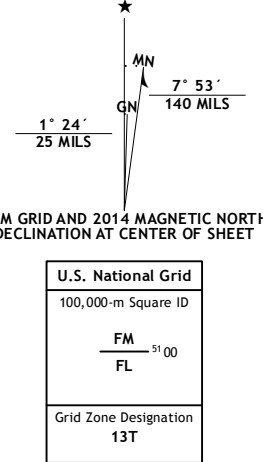 ★
MN
7° 53´
140 MILS
GN
1° 24´
25 MILS
M GRID AND 2014 MAGNETIC NORTH
DECLINATION AT CENTER OF SHEET
U.S. National Grid
100,000-m Square ID
FM
51 00
FL
Grid Zone Designation
13T